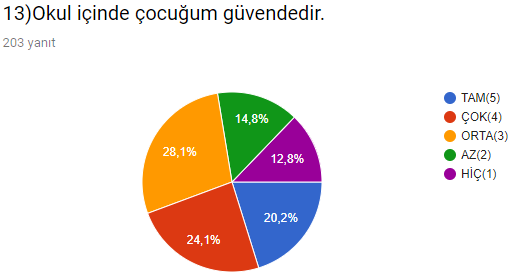 13)Okul içinde çocuğum güvendedir.
203 yanıt
TAM(5)
ÇOK(4)
ORTA(3)
AZ(2)
HİÇ(1)
14,8%
28,1%
12,8%
20,2%
24,1%